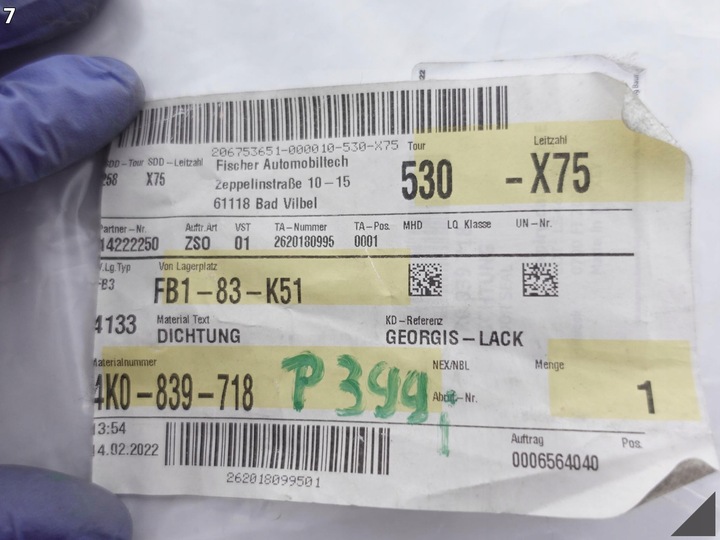 7
206753651-000010-530-X75
SDD-Tour SDD-Leitzahl Tour Leitzahl
258 X75 Fischer Automobiltech 530 -X75
Zeppelinstraße 10-15
61118 Bad Vilbel
Partner-Nr. Auftr.Art VST TA-Nummer TA-Pos. MHD LQ Klasse UN-Nr.
14222250 ZSO 01 2620180995 0001
V.Lg.Typ Von Lagerplatz
-B3 FB1-83-K51
4133 Material Text KD-Referenz
DICHTUNG GEORGIS-LACK
Materialnummer NEX/NBL Menge
4K0-839-718 P399 1
13:54 Auftrag Pos.
14.02.2022 0006564040
262018099501